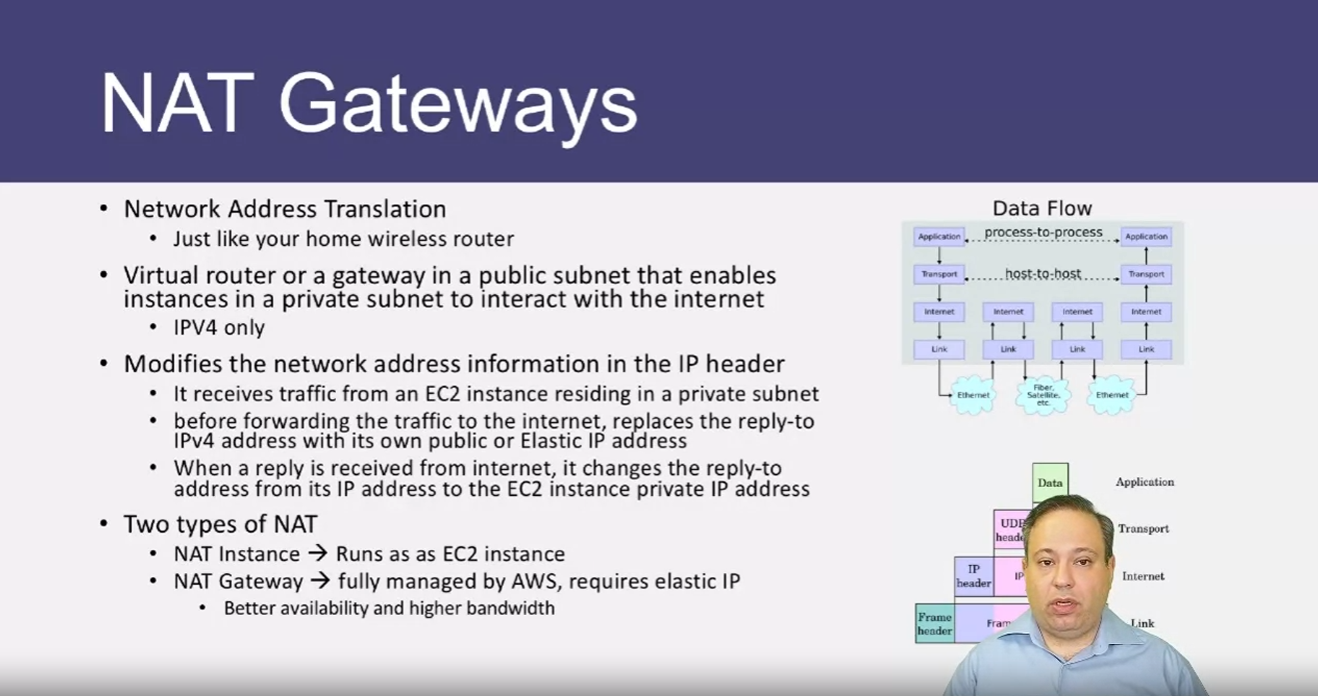 NAT Gateways
• Network Address Translation
• Just like your home wireless router
• Virtual router or a gateway in a public subnet that enables
instances in a private subnet to interact with the internet
• IPV4 only
• Modifies the network address information in the IP header
• It receives traffic from an EC2 instance residing in a private subnet
• before forwarding the traffic to the internet, replaces the reply-to
IPv4 address with its own public or Elastic IP address
• When a reply is received from internet, it changes the reply-to
address from its IP address to the EC2 instance private IP address
• Two types of NAT
• NAT Instance → Runs as as EC2 instance
• NAT Gateway → fully managed by AWS, requires elastic IP
• Better availability and higher bandwidth
Data Flow
Application process-to-process Application
Transport host-to-host Transport
Internet Internet Internet Internet
Link Link Link Link
Ethernet Fiber, Satellite, etc. Ethernet
Data Application
UDP Transport
IP header IP Internet
Frame header Link